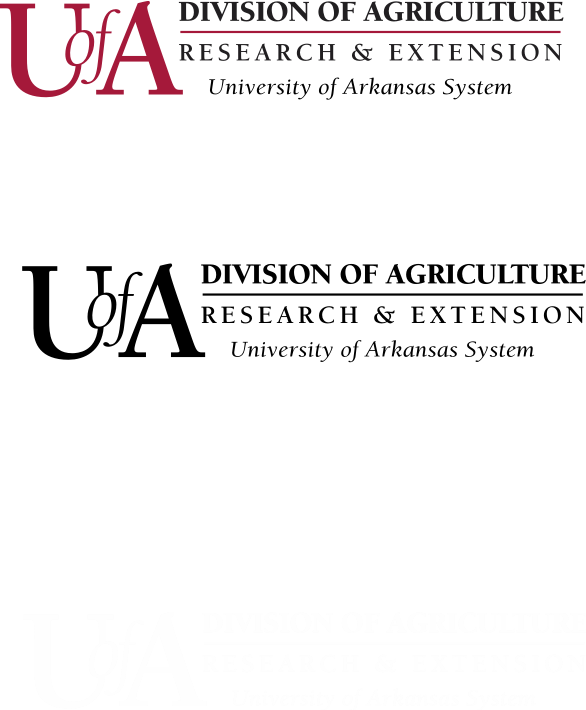 UofA
DIVISION OF AGRICULTURE
RESEARCH & EXTENSION
University of Arkansas System
UofA
DIVISION OF AGRICULTURE
RESEARCH & EXTENSION
University of Arkansas System